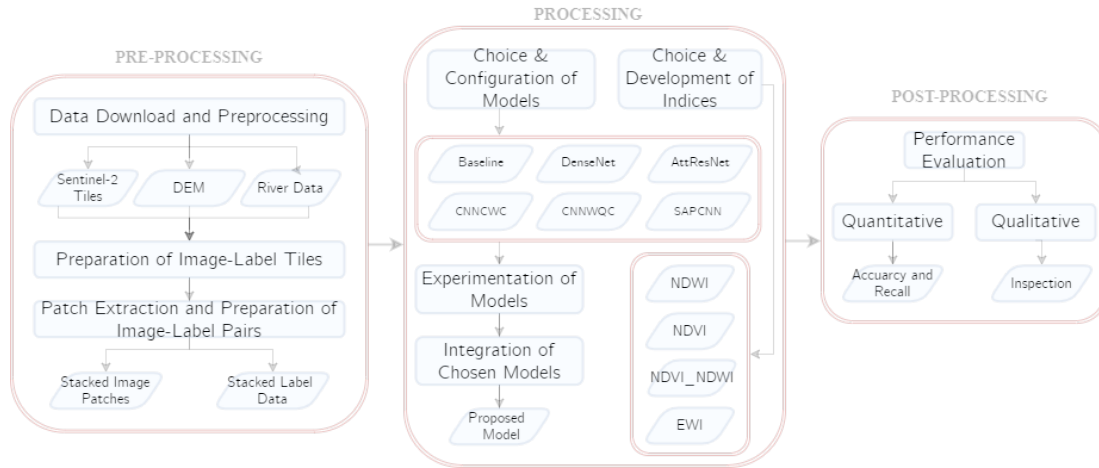 PRE-PROCESSING
Data Download and Preprocessing
Sentinel-2
Tiles
DEM
River Data
Preparation of Image-Label Tiles
Patch Extraction and Preparation of
Image-Label Pairs
Stacked Image
Patches
Stacked Label
Data
PROCESSING
Choice &
Configuration of
Models
Choice &
Development of
Indices
Baseline
DenseNet
AttResNet
CNNCWC
CNNWQC
SAPCNN
Experimentation of
Models
Integration of
Chosen Models
Proposed
Model
NDWI
NDVI
NDVI_NDWI
EWI
POST-PROCESSING
Performance
Evaluation
Quantitative
Qualitative
Accuarcy and
Recall
Inspection